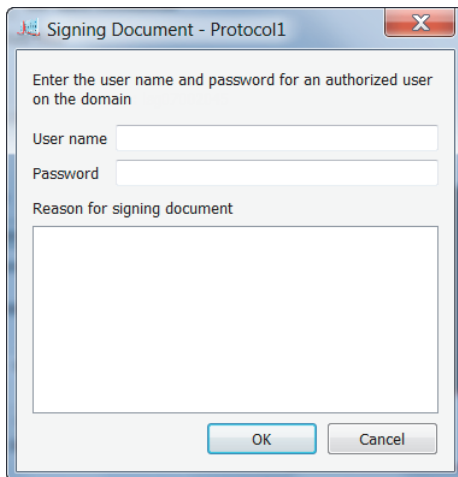 Signing Document - Protocol1
Enter the user name and password for an authorized user
on the domain
User name
Password
Reason for signing document
OK
Cancel